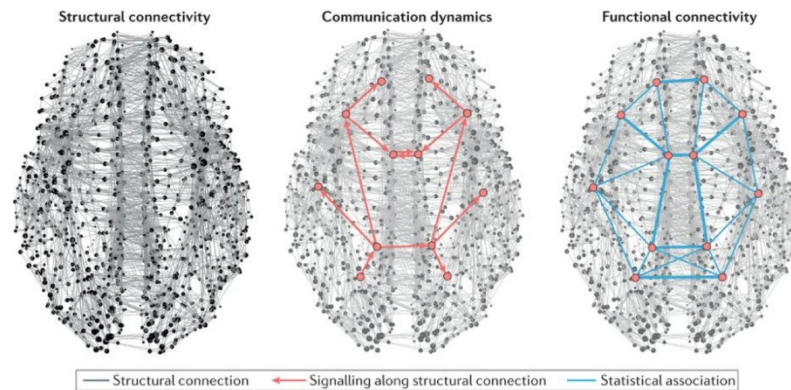 Structural connectivity
Communication dynamics
Functional connectivity
Structural connection
Signalling along structural connection
Statistical association